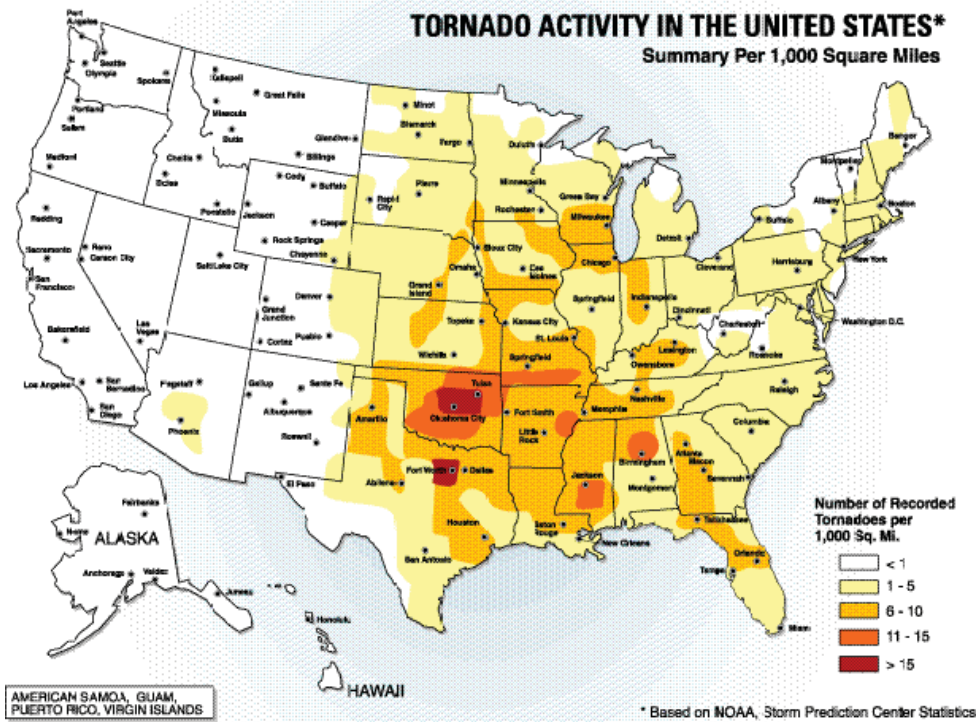 TORNADO ACTIVITY IN THE UNITED STATES*
Summary Per 1,000 Square Miles
Port
Angeles
Seattle
Olympia
Spokane
Kalispell
Great Falls
Missoula
Butte
Portland
Salem
Medford
Challis
Boise
Glendive
Billings
Cody
Buffalo
Pocatello
Jackson
Casper
Rock Springs
Cheyenne
Redding
Sacramento
Reno
Carson City
San
Francisco
Salt Lake City
Bakersfield
Las
Vegas
Grand
Junction
Denver
Pueblo
Cortez
Los Angeles
San
Bernardino
San
Diego
Flagstaff
Phoenix
Gallup
Santa Fe
Albuquerque
Roswell
El Paso
Minot
Bismarck
Fargo
Duluth
Pierre
Rapid
City
Minneapolis
Rochester
Green Bay
Milwaukee
Sioux City
Omaha
Des
Moines
Grand
Island
Chicago
Detroit
Cleveland
Topeka
Kansas City
Springfield
Indianapolis
Cincinnati
Wichita
St. Louis
Springfield
Lexington
Owensboro
Charleston
Roanoke
Tulsa
Oklahoma City
Amarillo
Fort Smith
Little
Rock
Memphis
Nashville
Raleigh
Columbia
Atlanta
Macon
Savannah
Birmingham
Montgomery
Jackson
Fort Worth
Dallas
Abilene
Houston
San Antonio
Baton
Rouge
New Orleans
Tallahassee
Orlando
Tampa
Miami
Bangor
Montpelier
Albany
Boston
Buffalo
Harrisburg
New York
Washington D.C.
Fairbanks
Nome
ALASKA
Anchorage
Valdez
Juneau
Honolulu
HAWAII
Number of Recorded
Tornadoes per
1,000 Sq. Mi.
< 1
1 - 5
6 - 10
11 - 15
> 15
AMERICAN SAMOA, GUAM,
PUERTO RICO, VIRGIN ISLANDS
* Based on NOAA, Storm Prediction Center Statistics